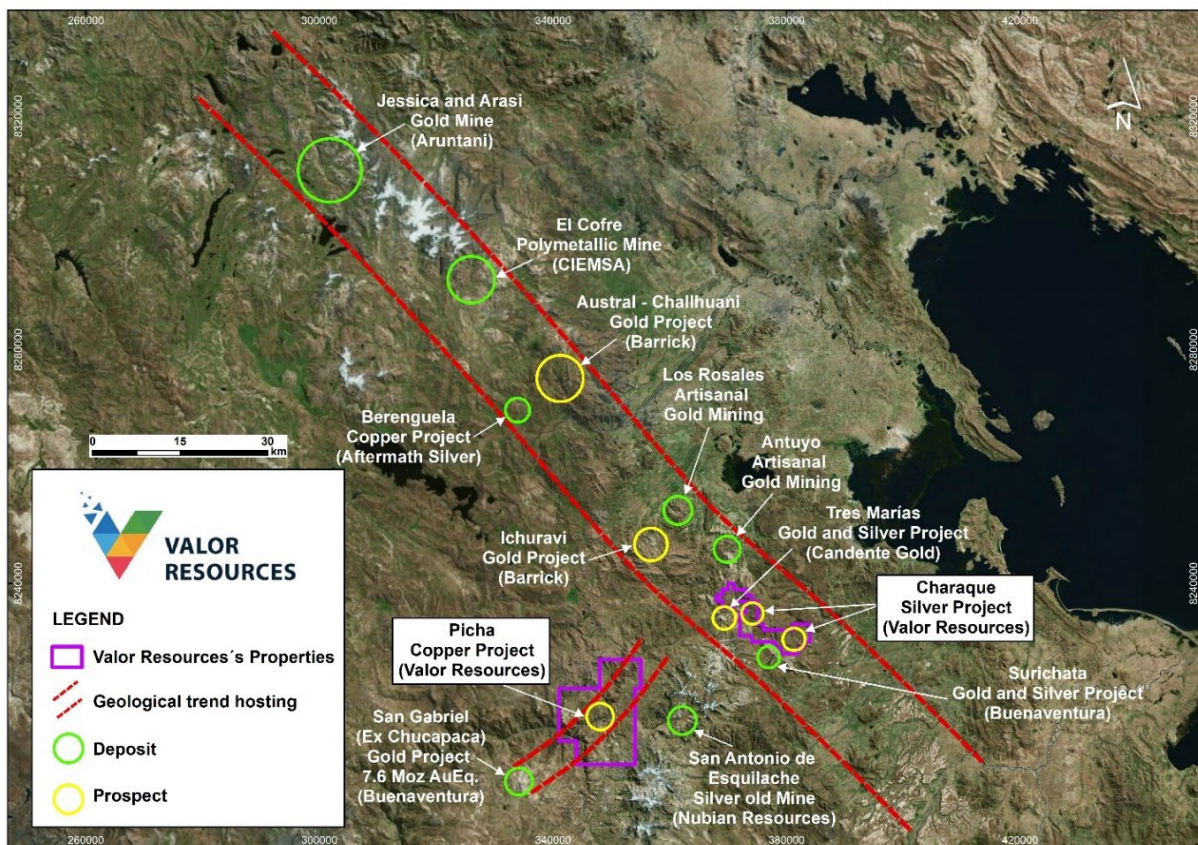 260000
300000
340000
380000
420000
8320000
8320000
N
Jessica and Arasi
Gold Mine
(Aruntani)
El Cofre
Polymetallic Mine
(CIEMSA)
Austral - Challhuani
Gold Project
(Barrick)
8280000
8280000
Los Rosales
Artisanal
Gold Mining
Berenguela
Copper Project
(Aftermath Silver)
0 15 30
km
Antuyo
Artisanal
Gold Mining
Tres Marías
Gold and Silver Project
(Candente Gold)
Ichuravi
Gold Project
(Barrick)
8240000
8240000
Charaque
Silver Project
(Valor Resources)
Picha
Copper Project
(Valor Resources)
Surichata
Gold and Silver Project
(Buenaventura)
San Gabriel
(Ex Chucapaca)
Gold Project
7.6 Moz AuEq.
(Buenaventura)
San Antonio de
Esquilache
Silver old Mine
(Nubian Resources)
VALOR
RESOURCES
LEGEND
Valor Resources´s Properties
Geological trend hosting
Deposit
Prospect
260000
300000
340000
380000
420000